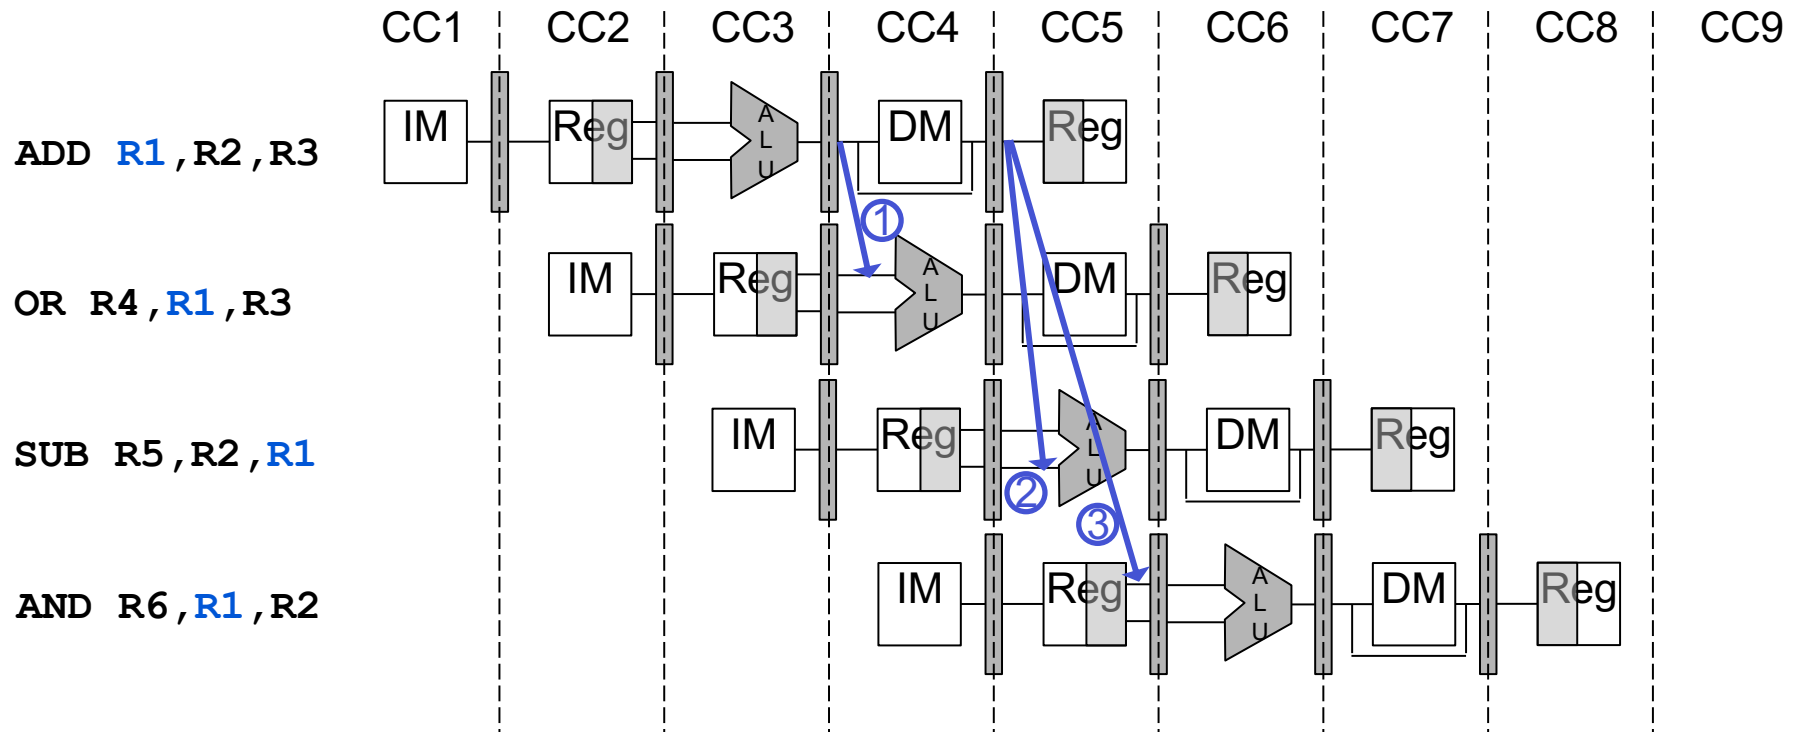 CC1 CC2 CC3 CC4 CC5 CC6 CC7 CC8 CC9
ADD R1,R2,R3 IM Reg ALU DM Reg
①
OR R4,R1,R3 IM Reg ALU DM Reg
SUB R5,R2,R1 IM Reg ALU DM Reg
② ③
AND R6,R1,R2 IM Reg ALU DM Reg